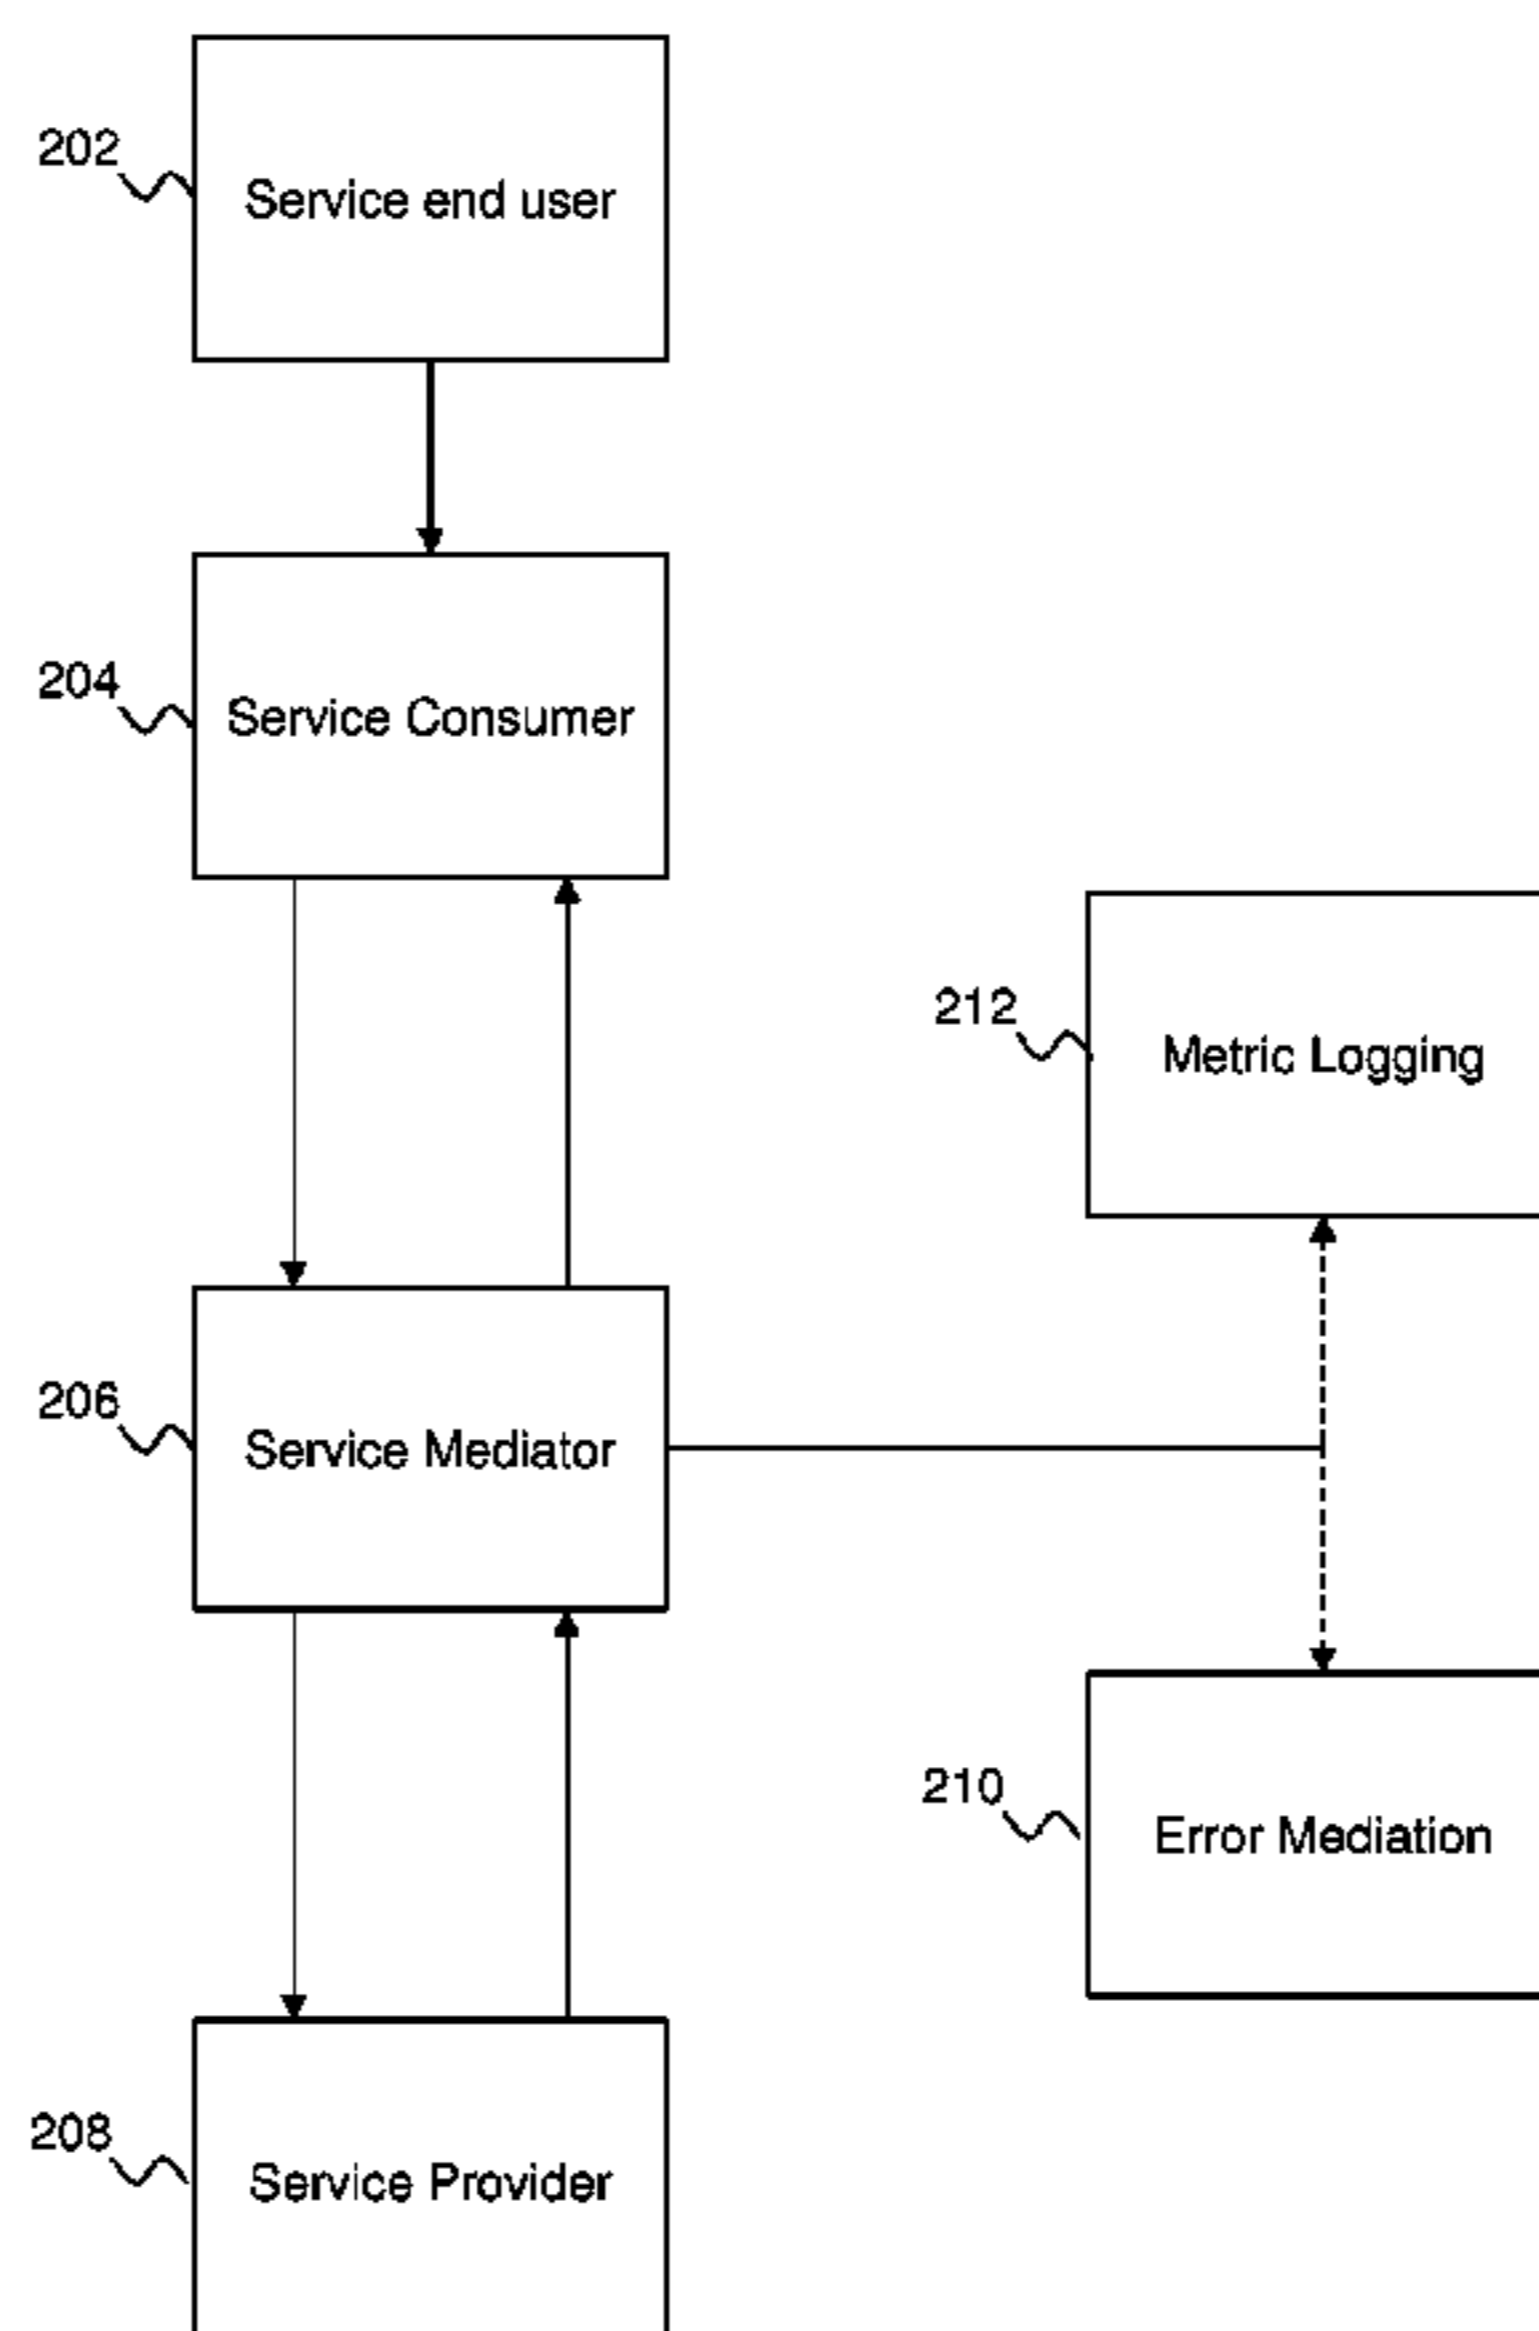 202
Service end user
204
Service Consumer
212
Metric Logging
206
Service Mediator
210
Error Mediation
208
Service Provider